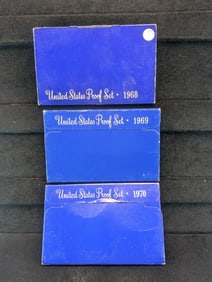 United States Proof Set • 1968
United States Proof Set • 1969
United States Proof Set • 1970